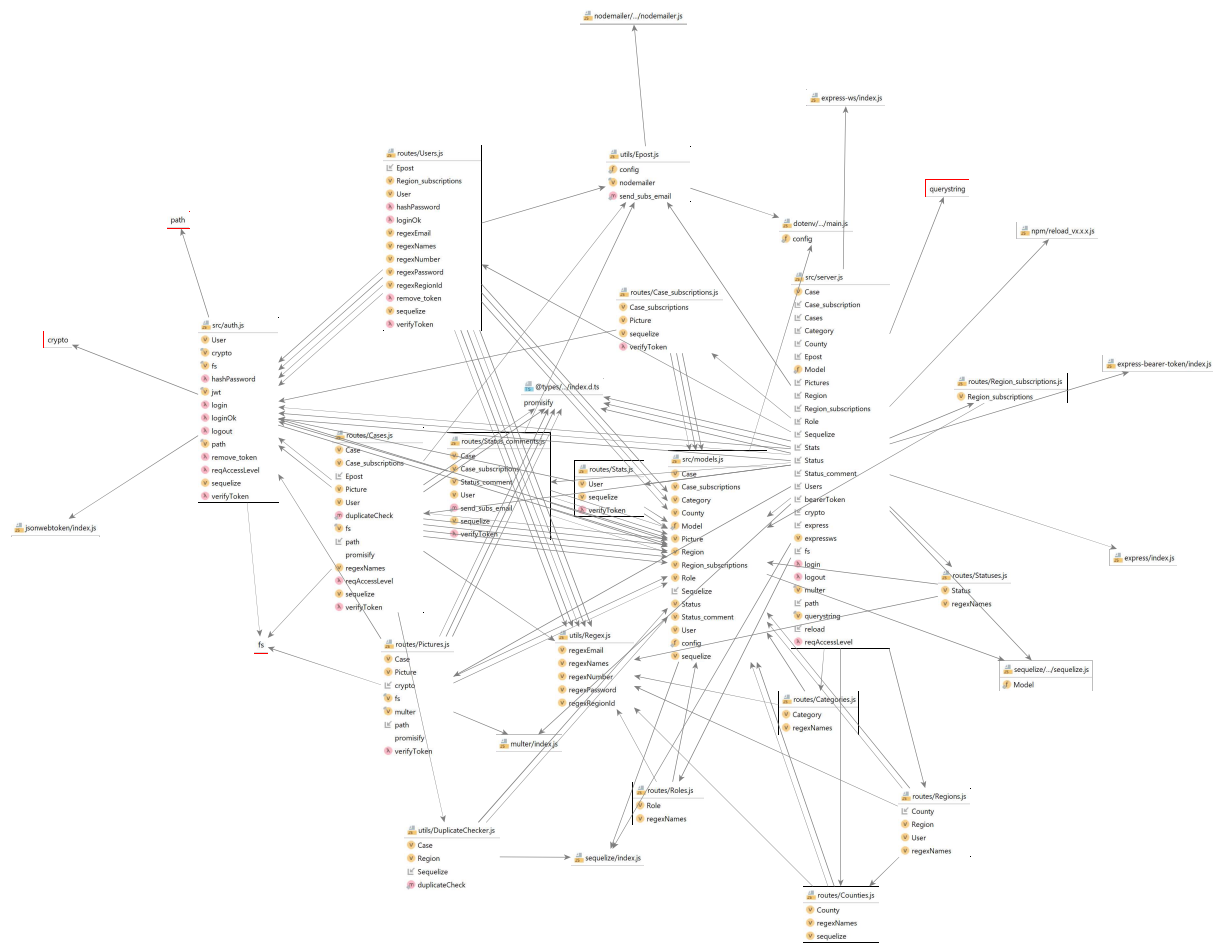 nodemailer/.../nodemailer.js
express-ws/index.js
routes/Users.js
Epost
Region_subscriptions
User
hashPassword
loginOk
regexEmail
regexNames
regexNumber
regexPassword
regexRegionId
remove_token
sequelize
verifyToken
utils/Epost.js
config
nodemailer
send_subs_email
querystring
path
dotenv/.../main.js
config
npm/reload_vx.x.x.js
src/server.js
Case
Case_subscription
Cases
Category
County
Epost
Model
Pictures
Region
Region_subscriptions
Role
Sequelize
Stats
Status
Status_comment
Users
bearerToken
crypto
express
expressws
fs
login
logout
multer
path
querystring
reload
reqAccessLevel
routes/Case_subscriptions.js
Case_subscriptions
Picture
sequelize
verifyToken
src/auth.js
User
crypto
fs
hashPassword
jwt
login
loginOk
logout
path
remove_token
reqAccessLevel
sequelize
verifyToken
crypto
express-bearer-token/index.js
routes/Region_subscriptions.js
Region_subscriptions
@types/../index.d.ts
promisify
routes/Cases.js
Case
Case_subscriptions
Epost
Picture
User
duplicateCheck
fs
path
promisify
regexNames
reqAccessLevel
sequelize
verifyToken
routes/Status_comments.js
Case
Case_subscriptions
Status_comment
User
send_subs_email
sequelize
verifyToken
routes/Stats.js
User
sequelize
verifyToken
src/models.js
Case
Case_subscriptions
Category
County
Model
Picture
Region
Region_subscriptions
Role
Sequelize
Status
Status_comment
User
config
sequelize
jsonwebtoken/index.js
express/index.js
routes/Statuses.js
Status
regexNames
fs
routes/Pictures.js
Case
Picture
crypto
fs
multer
path
promisify
verifyToken
utils/Regex.js
regexEmail
regexNames
regexNumber
regexPassword
regexRegionId
sequelize/.../sequelize.js
Model
routes/Categories.js
Category
regexNames
multer/index.js
routes/Roles.js
Role
regexNames
routes/Regions.js
County
Region
User
regexNames
utils/DuplicateChecker.js
Case
Region
Sequelize
duplicateCheck
sequelize/index.js
routes/Counties.js
County
regexNames
sequelize